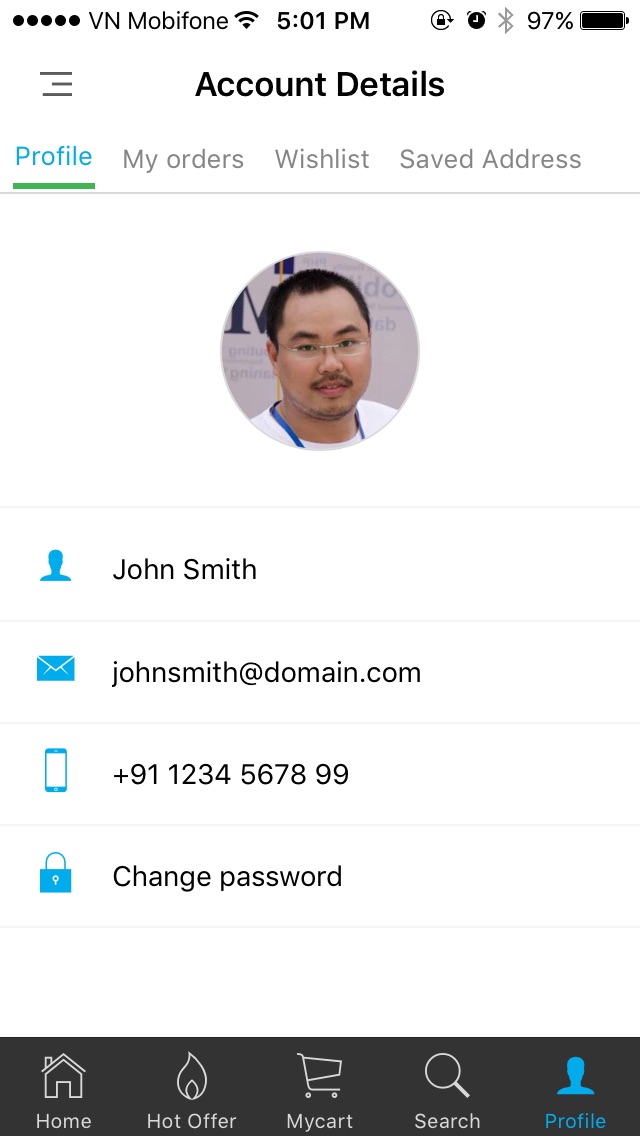 VN Mobifone 5:01 PM 97%
Account Details
Profile My orders Wishlist Saved Address
John Smith
johnsmith@domain.com
+91 1234 5678 99
Change password
Home Hot Offer Mycart Search Profile